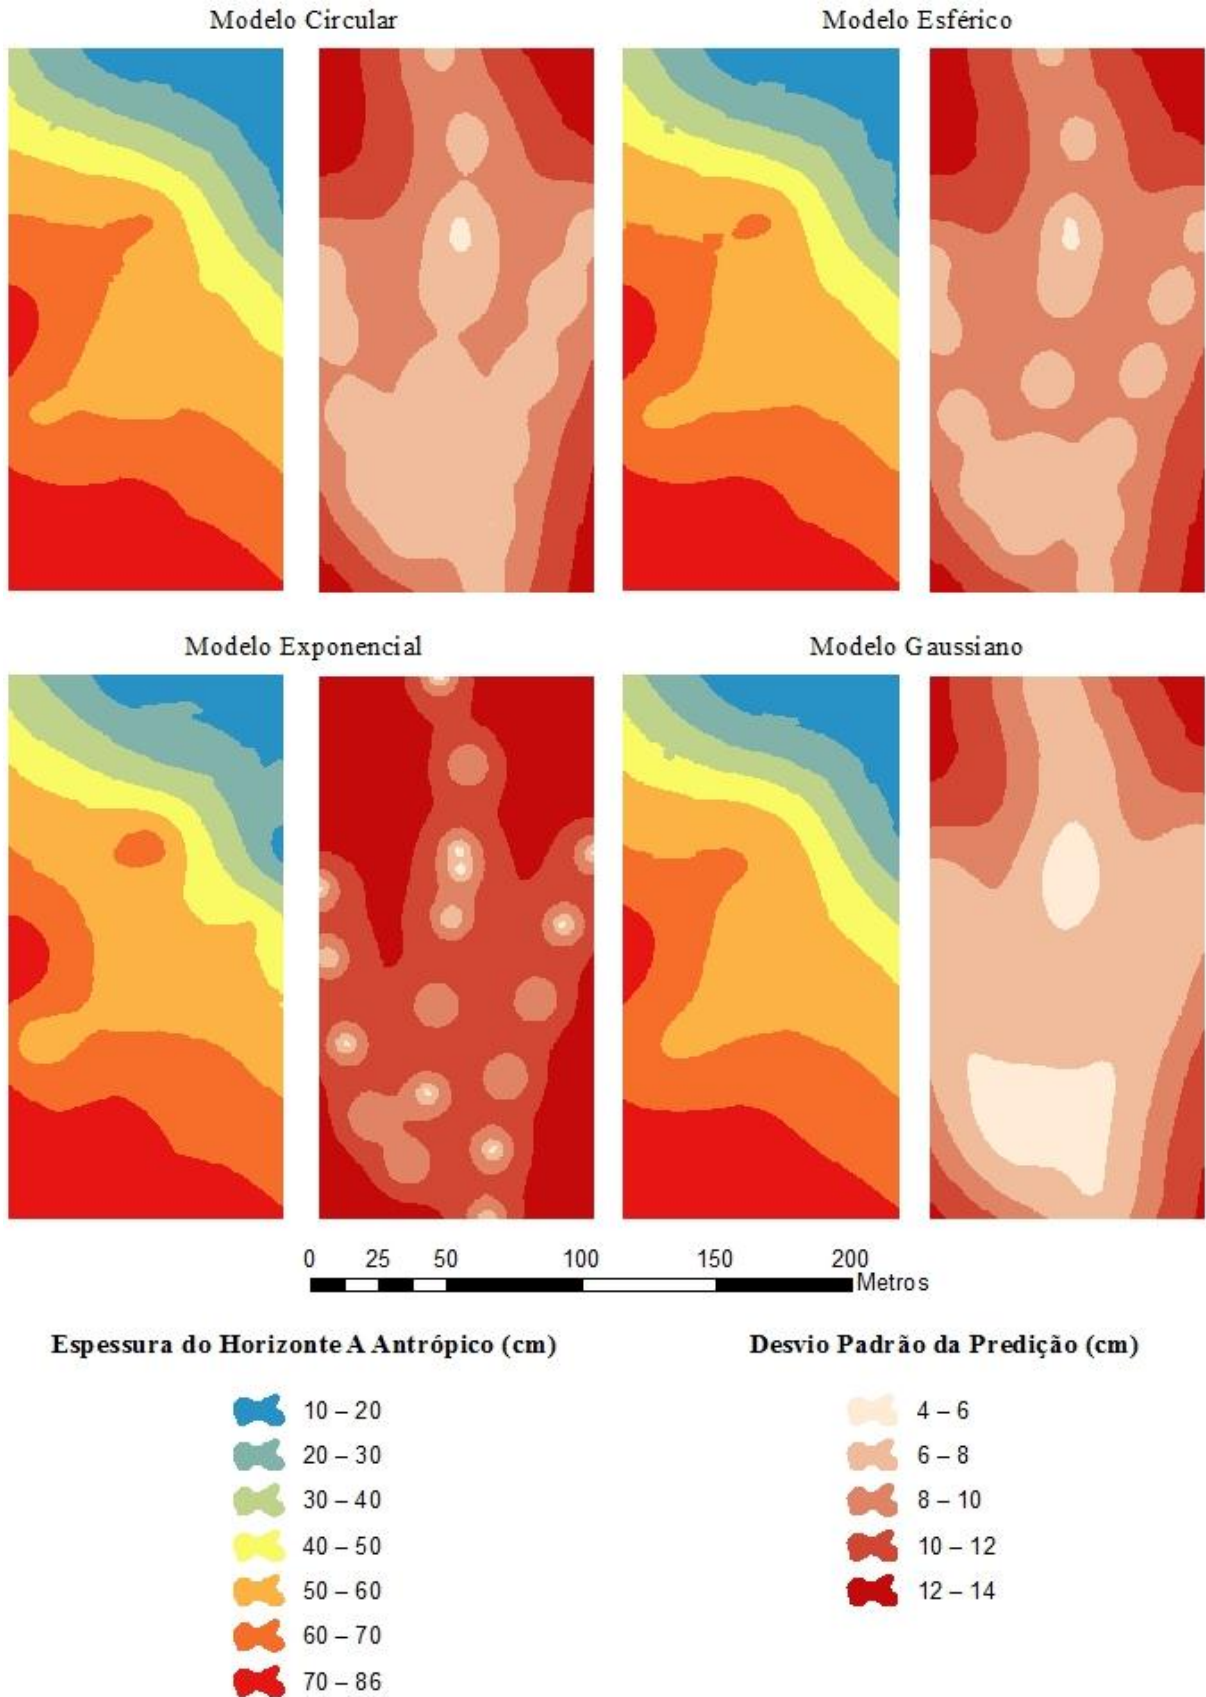 Modelo Circular
Modelo Esférico
Modelo Exponencial
Modelo Gaussiano
0 25 50 100 150 200
Metros
Espessura do Horizonte A Antrópico (cm)
10 – 20
20 – 30
30 – 40
40 – 50
50 – 60
60 – 70
70 – 86
Desvio Padrão da Predição (cm)
4 – 6
6 – 8
8 – 10
10 – 12
12 – 14